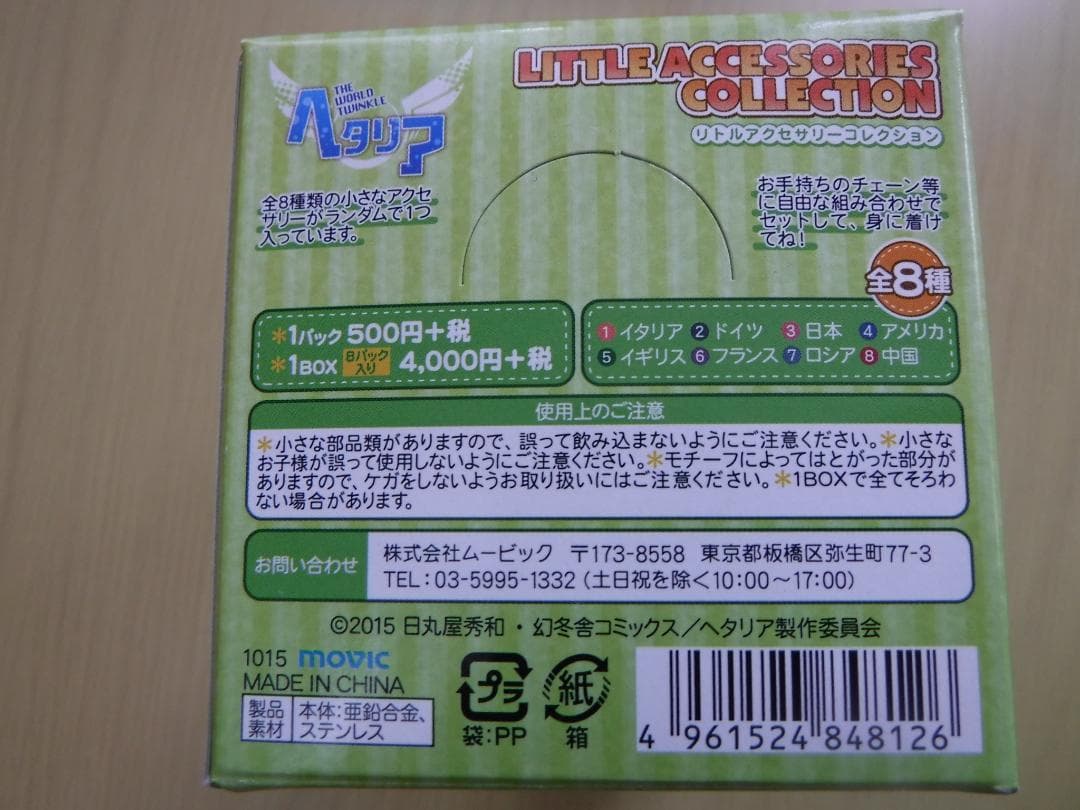 THE
WORLD
TWINKLE
ヘタリア
LITTLE ACCESSORIES
COLLECTION
リトルアクセサリーコレクション
全8種類の小さなアクセ
サリーがランダムで1つ
入っています。
お手持ちのチェーン等
に自由な組み合わせで
セットして、身に着け
てね!
全8種
*1パック 500円+税
*1BOX 8パック入り 4,000円+税
1 イタリア 2 ドイツ 3 日本 4 アメリカ
5 イギリス 6 フランス 7 ロシア 8 中国
使用上のご注意
*小さな部品類がありますので、誤って飲み込まないようにご注意ください。*小さな
お子様が誤って使用しないようにご注意ください。*モチーフによってはとがった部分が
ありますので、ケガをしないようお取り扱いにはご注意ください。*1BOXで全てそろわ
ない場合があります。
お問い合わせ
株式会社ムービック 〒173-8558 東京都板橋区弥生町77-3
TEL:03-5995-1332(土日祝を除く10:00~17:00)
©2015 日丸屋秀和・幻冬舎コミックス/ヘタリア製作委員会
1015 movic
MADE IN CHINA
製品
素材
本体:亜鉛合金、
ステンレス
プラ
袋:PP
紙
箱
4 961524 848126